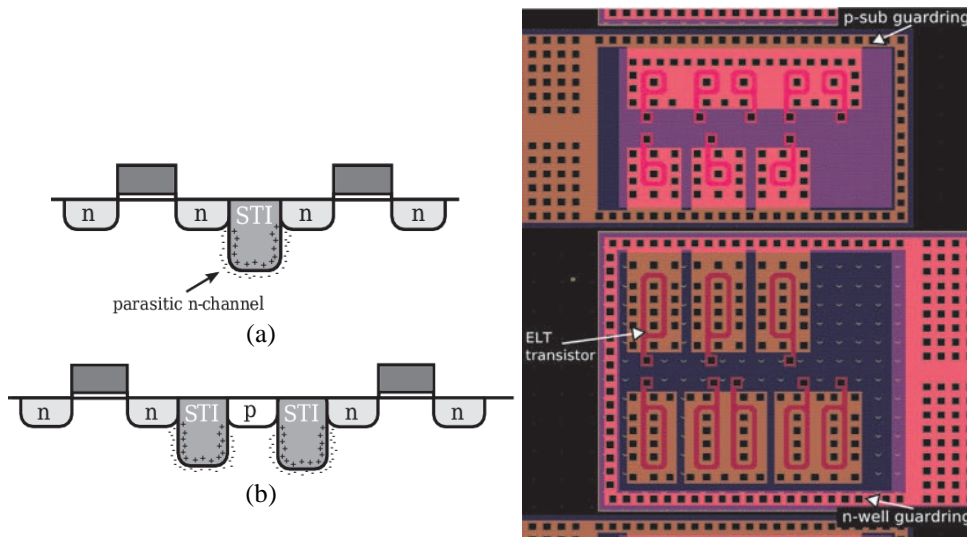 n
n
STI
n
n
parasitic n-channel
(a)
n
n
STI
p
STI
n
n
(b)
p-sub guardring
ELT
transistor
n-well guardring